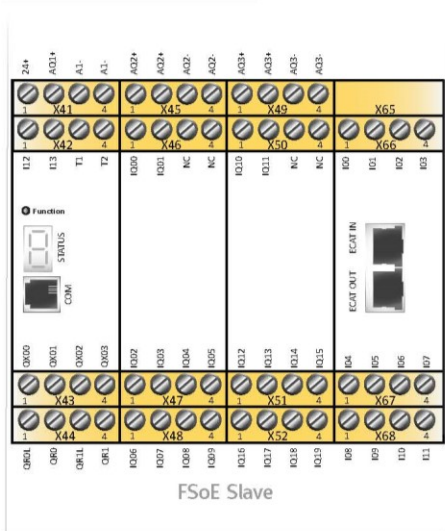 24+ AQ1+ A1- A1- AQ2+ AQ2+ AQ2- AQ2- AQ3+ AQ3+ AQ3- AQ3-
1 X41 4 1 X45 4 1 X49 4 X65
1 X42 4 1 X46 4 1 X50 4 1 X66 4
I12 I13 T1 T2 IQ00 IQ01 NC NC IQ10 IQ11 NC NC I00 I01 I02 I03
Function
STATUS
COM
ECAT IN
ECAT OUT
QX00 QX01 QX02 QX03 IQ02 IQ03 IQ04 IQ05 IQ12 IQ13 IQ14 IQ15 I04 I05 I06 I07
1 X43 4 1 X47 4 1 X51 4 1 X67 4
1 X44 4 1 X48 4 1 X52 4 1 X68 4
QR0L QR0 QR1L QR1 IQ06 IQ07 IQ08 IQ09 IQ16 IQ17 IQ18 IQ19 I08 I09 I10 I11
FSoE Slave